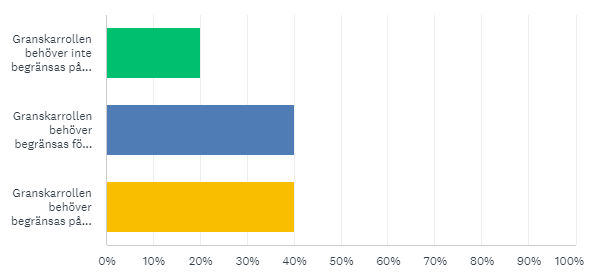 Granskarrollen
behöver inte
begränsas på...
Granskarrollen
behöver
begränsas fö...
Granskarrollen
behöver
begränsas på...
0% 10% 20% 30% 40% 50% 60% 70% 80% 90% 100%